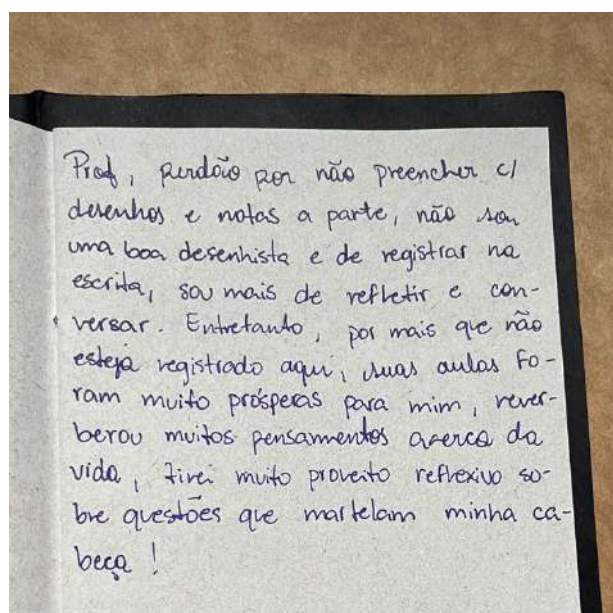 Prof, perdão por não preencher c/
desenhos e notas a parte, não sou
uma boa desenhista e de registrar na
escrita, sou mais de refletir e con-
versar. Entretanto, por mais que não
esteja registrado aqui, suas aulas fo-
ram muito prósperas para mim, rever-
berou muitos pensamentos acerca da
vida, tirei muito proveito reflexivo so-
bre questões que martelam minha ca-
beça!